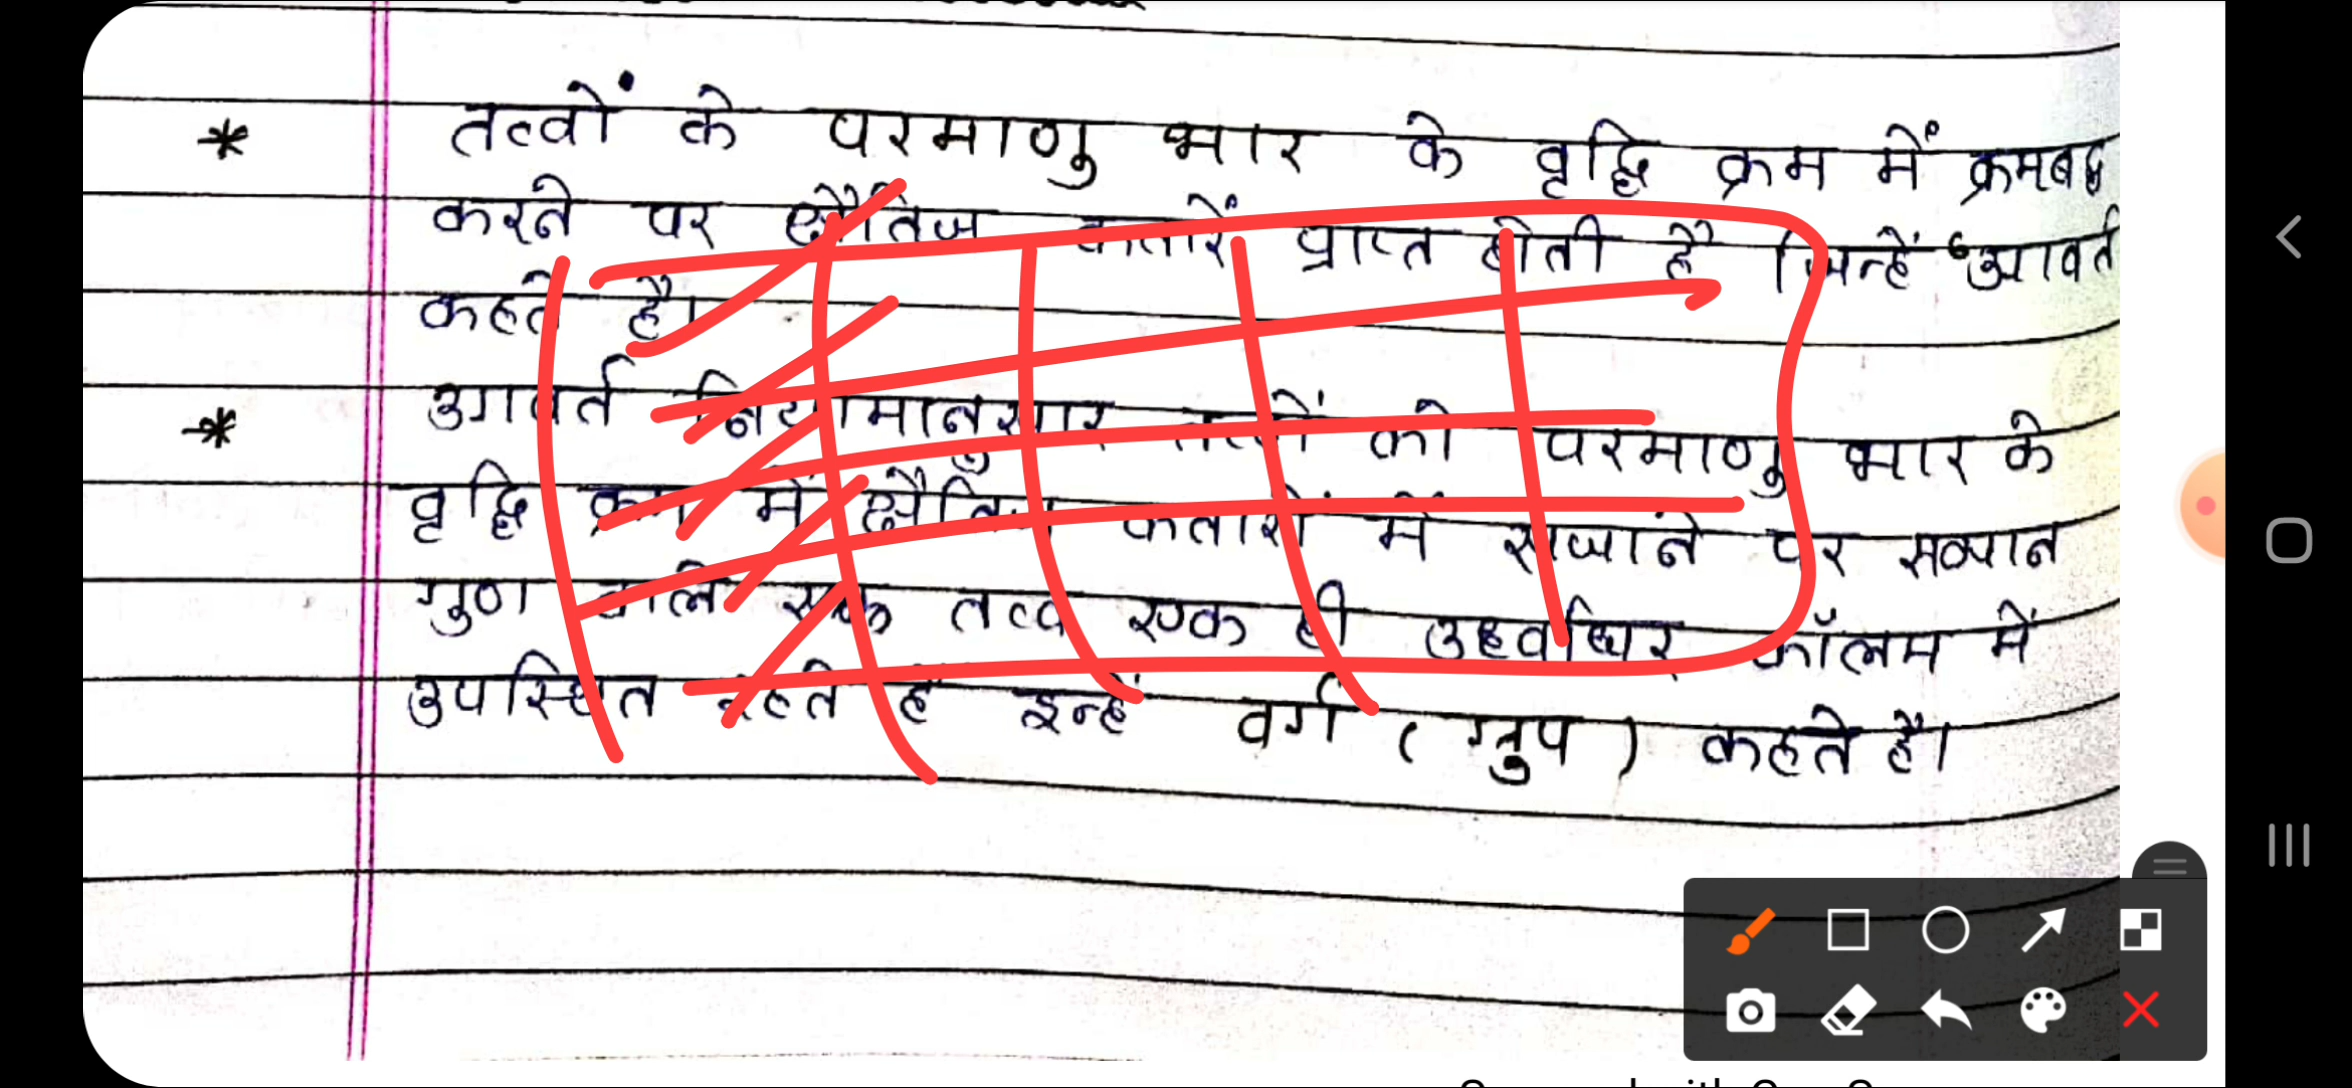 * तत्वों के परमाणु भार के वृद्धि क्रम में क्रमबद्ध
करने पर क्षैतिज कतारें प्राप्त होती है जिन्हें आवर्त
कहते है।
* आवर्त नियामानुसार तत्वों को परमाणु भार के
वृद्धि क्रम में क्षैतिज कतारों में सजाने पर समान
गुण वाले तत्व एक ही कॉलम में
उपस्थित रहते है इन्हें वर्ग ( ग्रुप ) कहते है।